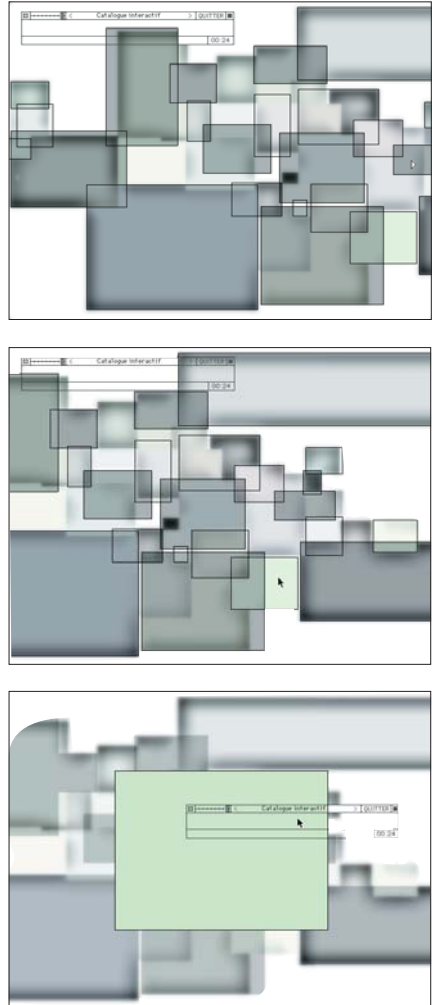 Catalogue interactif > QUITTER
00:24
< Catalogue interactif QUITTER
00:24
< Catalogue interactif > QUITTER
00:24